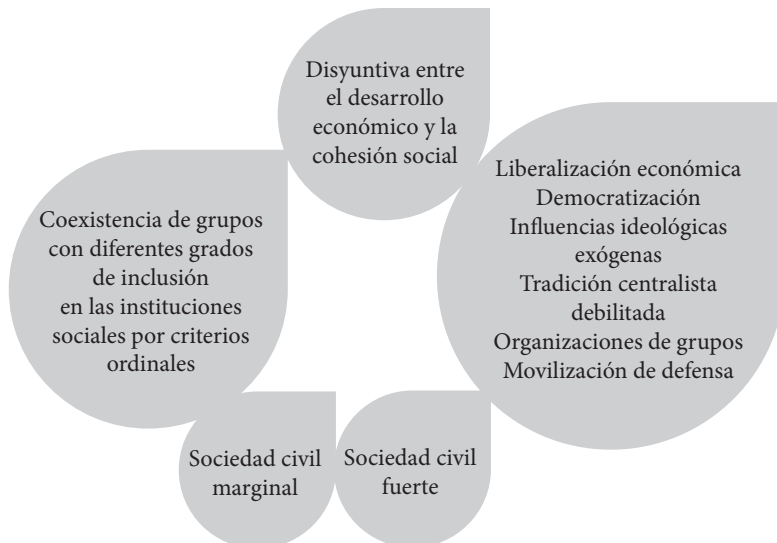 Disyuntiva entre
el desarrollo
económico y la
cohesión social
Coexistencia de grupos
con diferentes grados
de inclusión
en las instituciones
sociales por criterios
ordinales
Liberalización económica
Democratización
Influencias ideológicas
exógenas
Tradición centralista
debilitada
Organizaciones de grupos
Movilización de defensa
Sociedad civil
marginal
Sociedad civil
fuerte